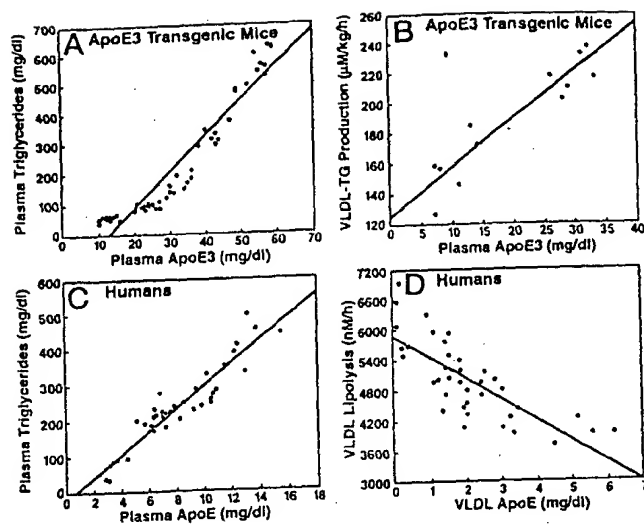 A ApoE3 Transgenic Mice
Plasma Triglycerides (mg/dl)
700
600
500
400
300
200
100
0
0 10 20 30 40 50 60 70
Plasma ApoE3 (mg/dl)
B ApoE3 Transgenic Mice
VLDL-TG Production (µM/kg/h)
260
240
220
200
180
160
140
120
0 5 10 15 20 25 30 35 40
Plasma ApoE3 (mg/dl)
C Humans
Plasma Triglycerides (mg/dl)
600
500
400
300
200
100
0
0 2 4 6 8 10 12 14 16 18
Plasma ApoE (mg/dl)
D Humans
VLDL Lipolysis (nM/h)
7200
6600
6000
5400
4800
4200
3600
3000
0 1 2 3 4 5 6 7
VLDL ApoE (mg/dl)